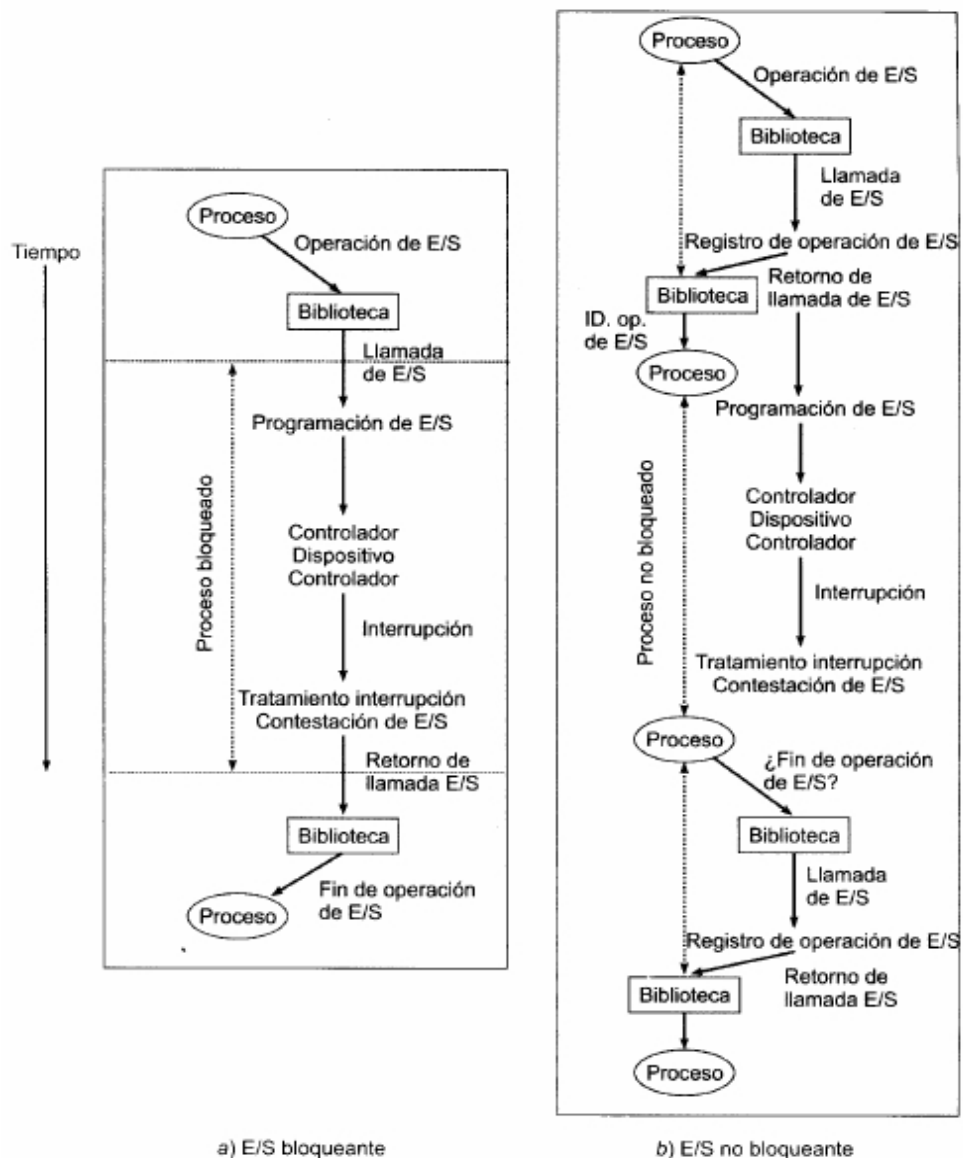 Tiempo
Proceso
Operación de E/S
Biblioteca
Llamada
de E/S
Programación de E/S
Proceso bloqueado
Controlador
Dispositivo
Controlador
Interrupción
Tratamiento interrupción
Contestación de E/S
Retorno de
llamada E/S
Biblioteca
Fin de operación
de E/S
Proceso
a) E/S bloqueante
Proceso
Operación de E/S
Biblioteca
Llamada
de E/S
Registro de operación de E/S
Biblioteca
Retorno de
llamada de E/S
ID. op.
de E/S
Proceso
Programación de E/S
Proceso no bloqueado
Controlador
Dispositivo
Controlador
Interrupción
Tratamiento interrupción
Contestación de E/S
Proceso
¿Fin de operación
de E/S?
Biblioteca
Llamada
de E/S
Registro de operación de E/S
Biblioteca
Retorno de
llamada E/S
Proceso
b) E/S no bloqueante